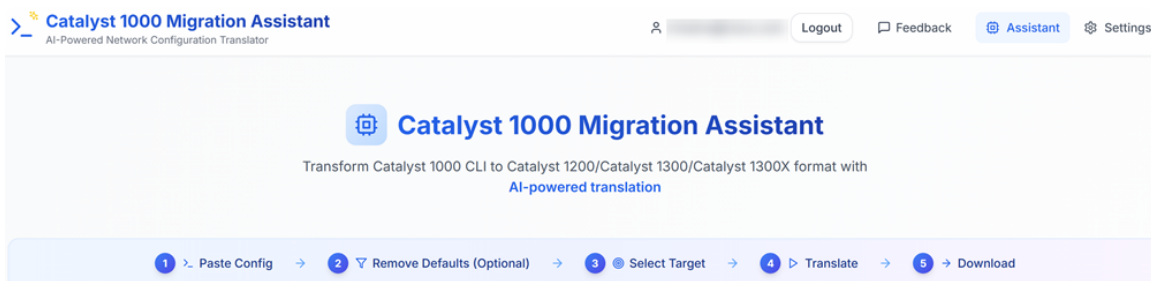 Catalyst 1000 Migration Assistant
AI-Powered Network Configuration Translator
Logout
Feedback
Assistant
Settings
Catalyst 1000 Migration Assistant
Transform Catalyst 1000 CLI to Catalyst 1200/Catalyst 1300/Catalyst 1300X format with
AI-powered translation
1 Paste Config → 2 Remove Defaults (Optional) → 3 Select Target → 4 Translate → 5 → Download